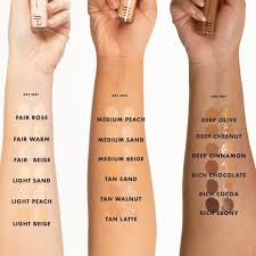 FAIR ROSE
FAIR WARM
FAIR BEIGE
LIGHT SAND
LIGHT PEACH
LIGHT BEIGE
MEDIUM PEACH
MEDIUM SAND
MEDIUM BEIGE
TAN SAND
TAN WALNUT
TAN LATTE
DEEP OLIVE
DEEP CHESTNUT
DEEP CINNAMON
RICH CHOCOLATE
RICH COCOA
RICH EBONY